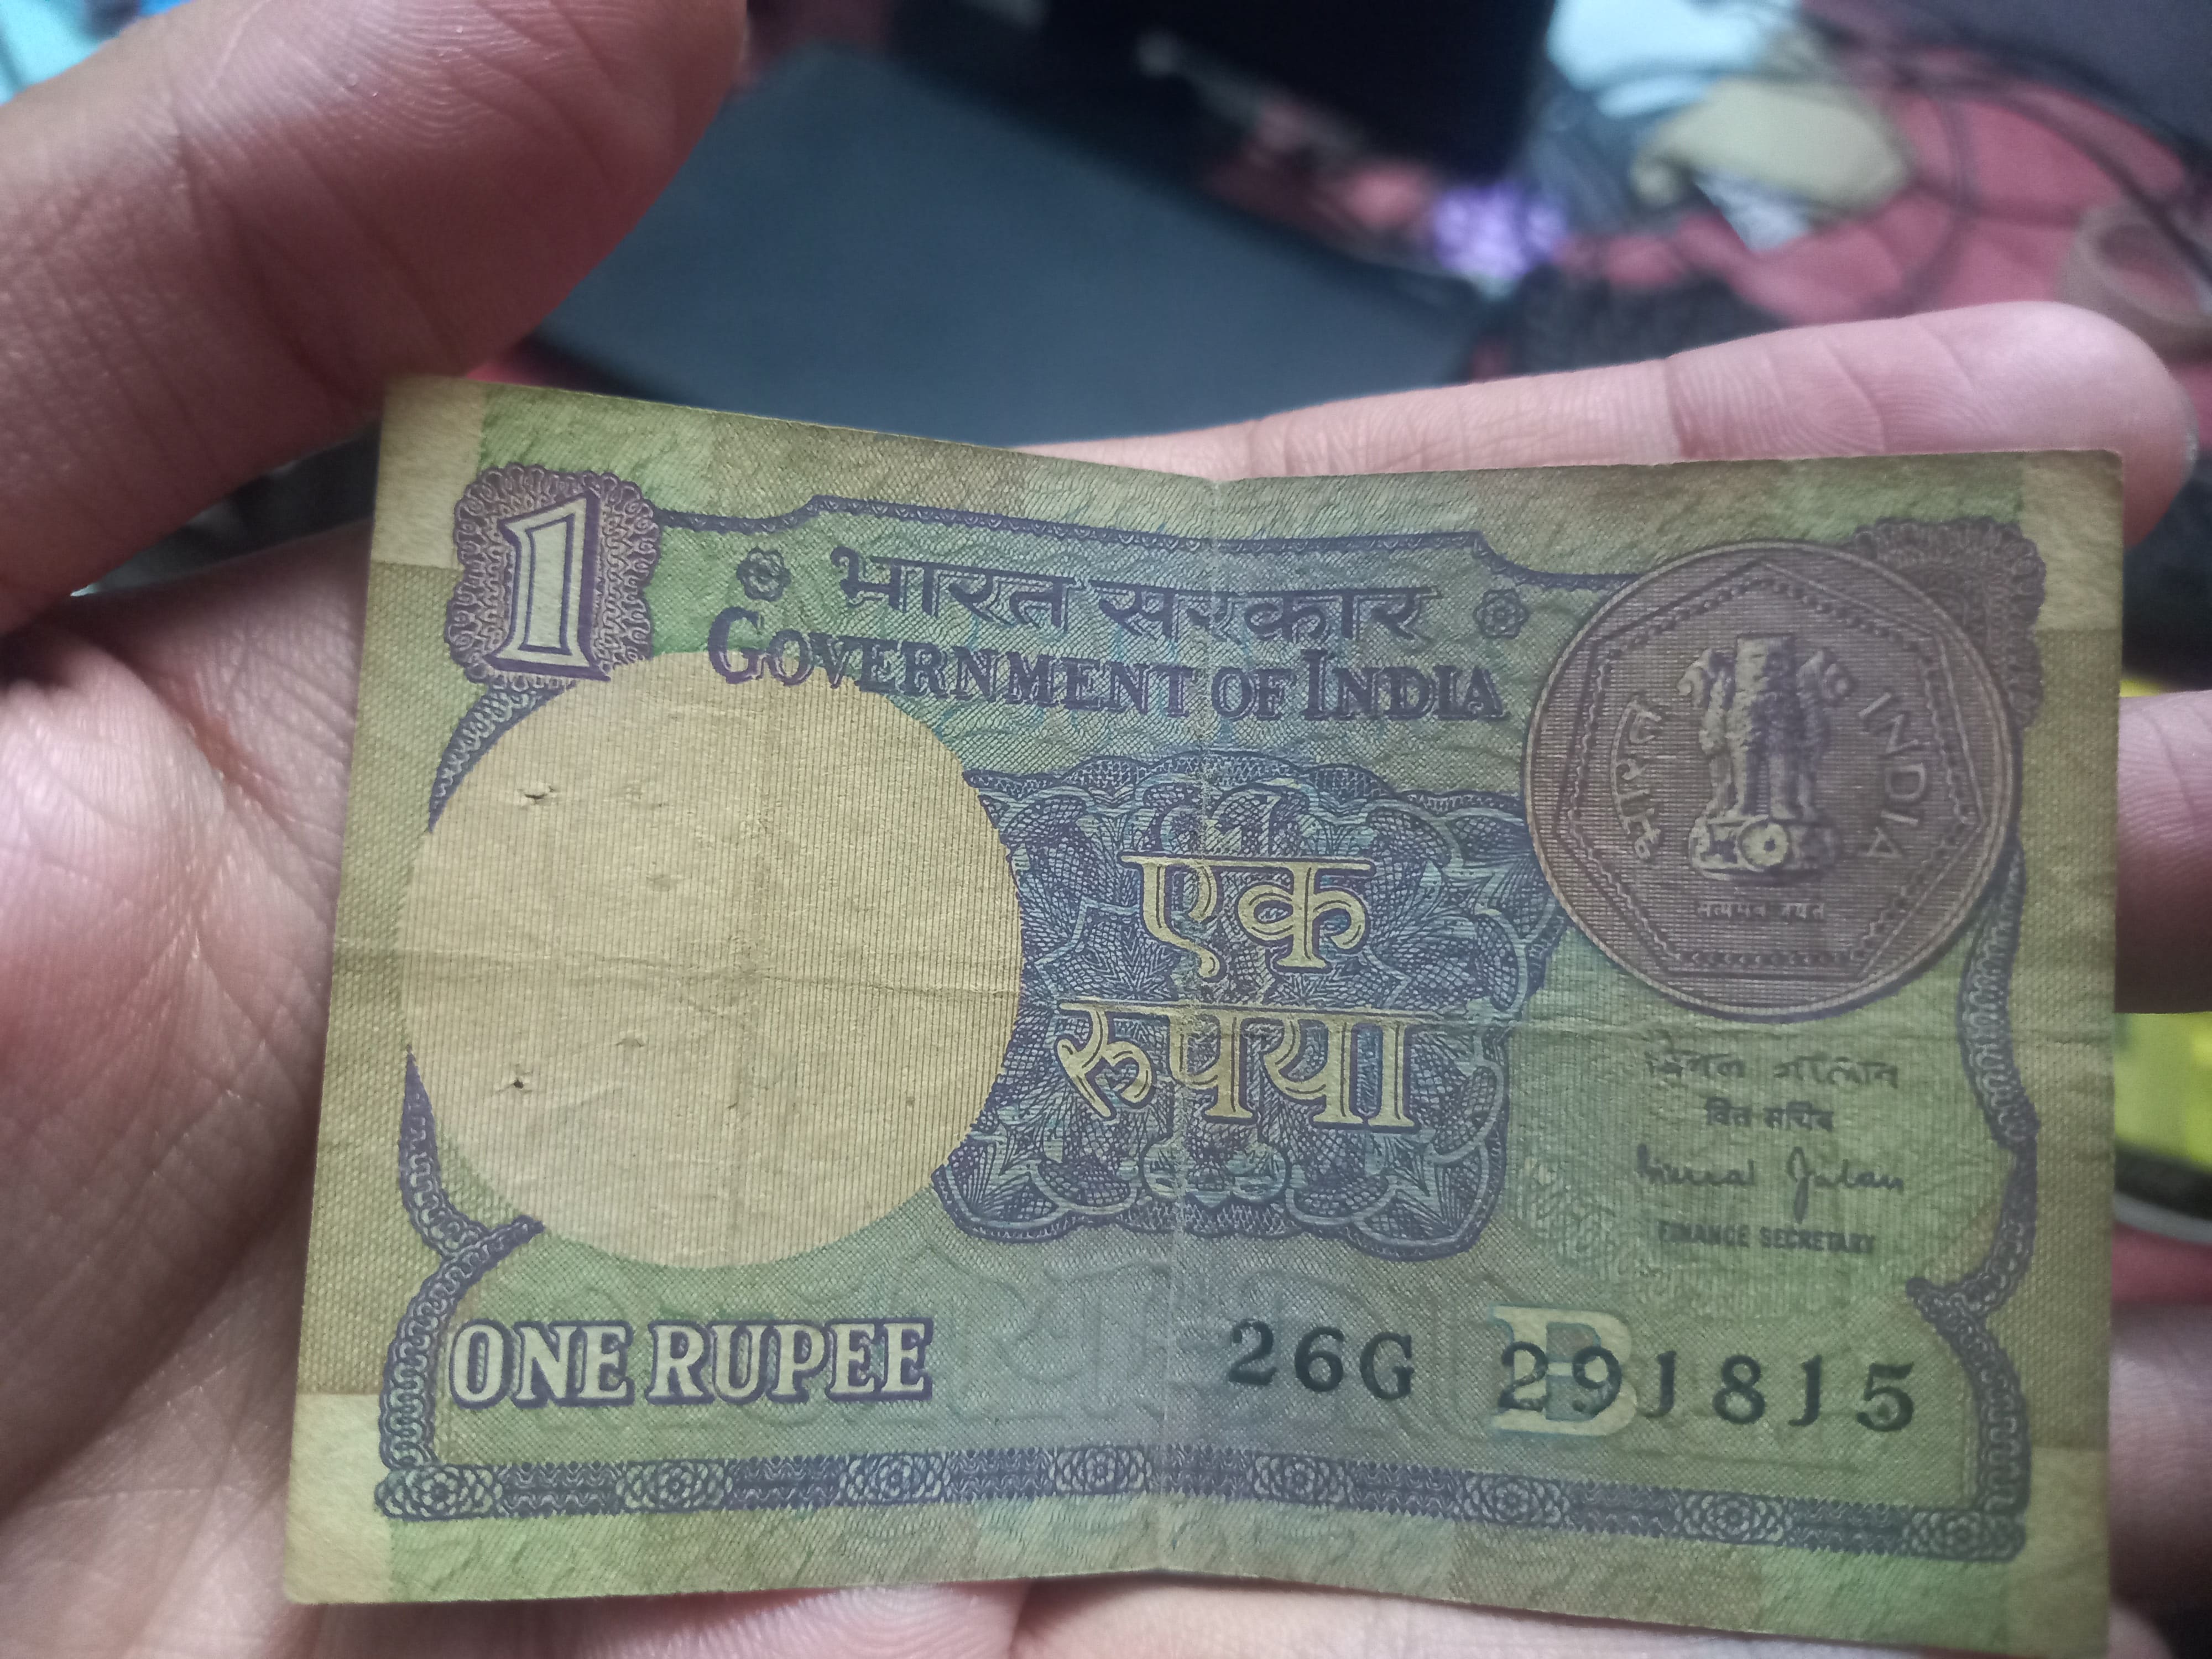 1
भारत सरकार
GOVERNMENT OF INDIA
भारत INDIA
सत्यमेव जयते
एक
रुपया
बिमल जालान
वित्त सचिव
Bimal Jalan
FINANCE SECRETARY
ONE RUPEE
26G 291815
B